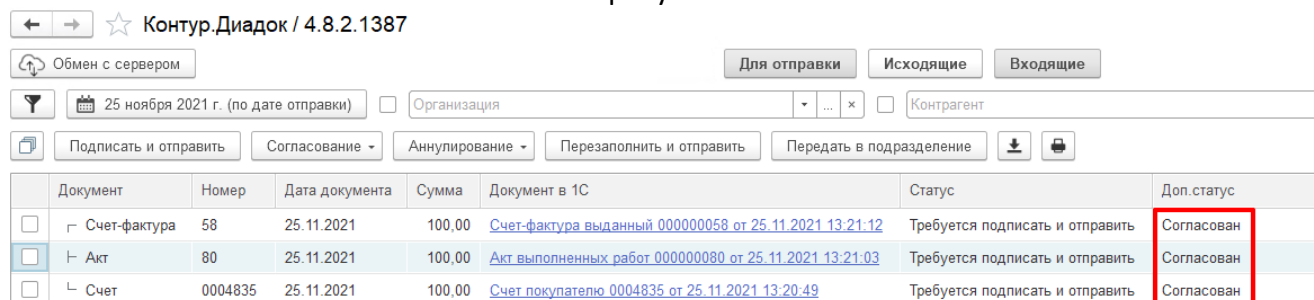 Контур.Диадок / 4.8.2.1387
Обмен с сервером Для отправки Исходящие Входящие
25 ноября 2021 г. (по дате отправки) Организация ... × Контрагент
Подписать и отправить Согласование Аннулирование Перезаполнить и отправить Передать в подразделение
Документ Номер Дата документа Сумма Документ в 1С Статус Доп.статус
Счет-фактура 58 25.11.2021 100,00 Счет-фактура выданный 000000058 от 25.11.2021 13:21:12 Требуется подписать и отправить Согласован
Акт 80 25.11.2021 100,00 Акт выполненных работ 000000080 от 25.11.2021 13:21:03 Требуется подписать и отправить Согласован
Счет 0004835 25.11.2021 100,00 Счет покупателю 0004835 от 25.11.2021 13:20:49 Требуется подписать и отправить Согласован